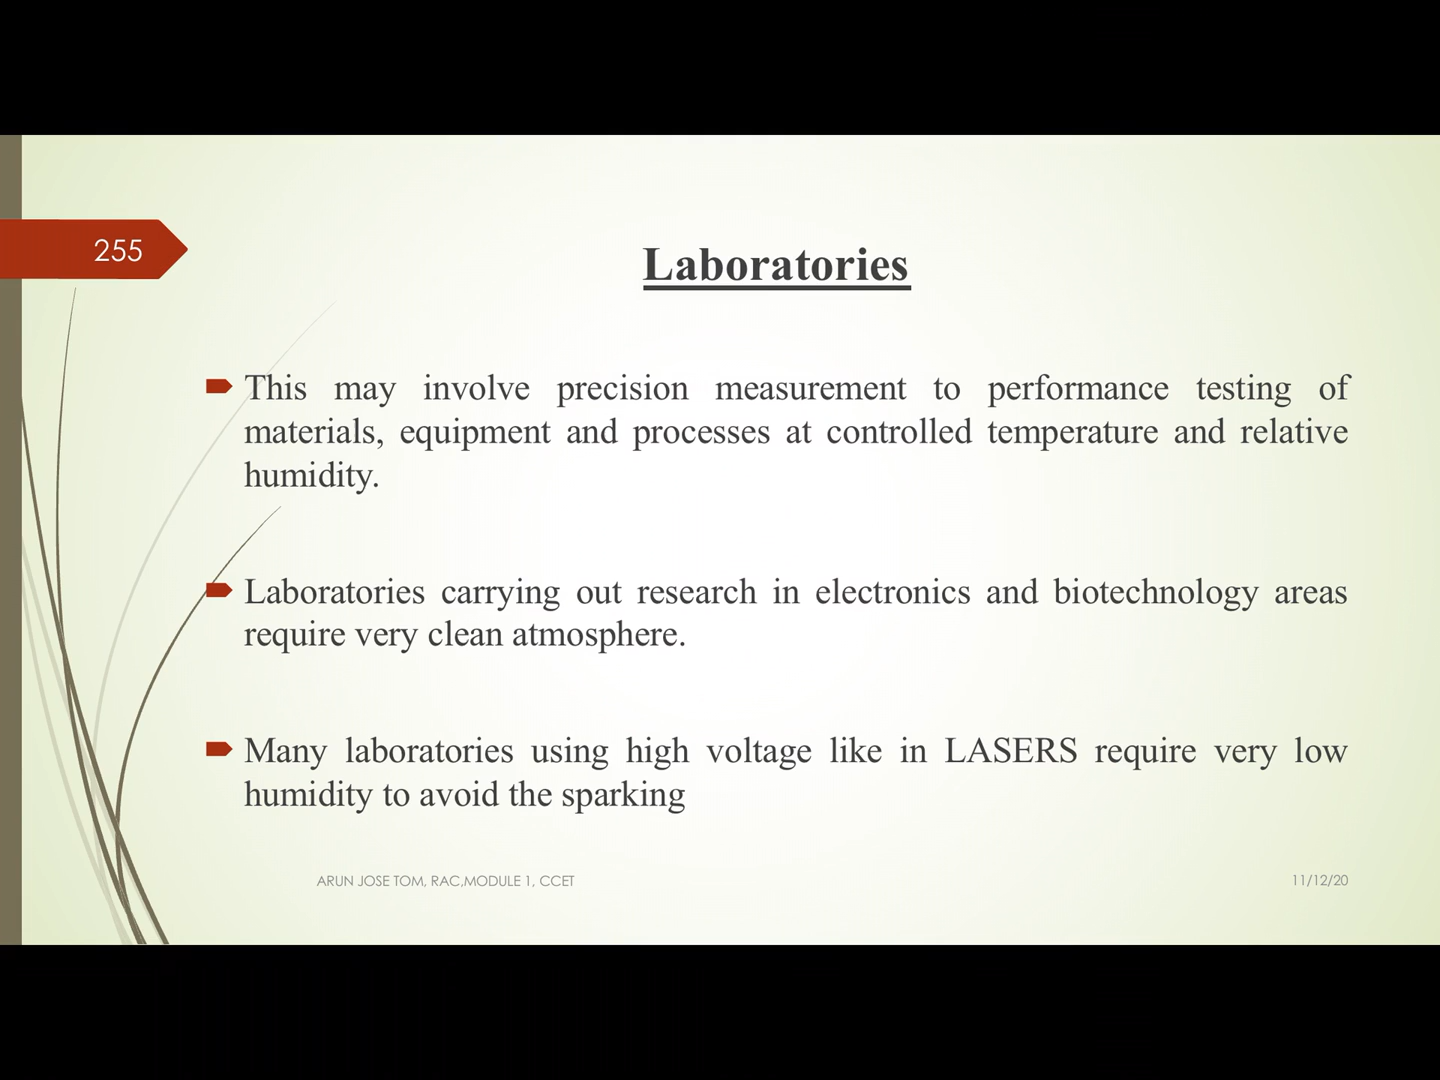 255
Laboratories
This may involve precision measurement to performance testing of
materials, equipment and processes at controlled temperature and relative
humidity.
Laboratories carrying out research in electronics and biotechnology areas
require very clean atmosphere.
Many laboratories using high voltage like in LASERS require very low
humidity to avoid the sparking
ARUN JOSE TOM, RAC,MODULE 1, CCET
11/12/20